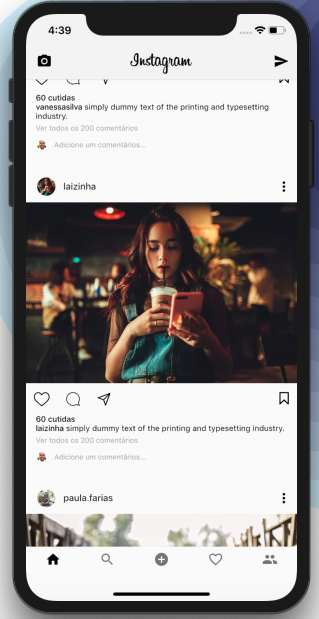 4:39
Instagram
60 cutidas
vanessasilva simply dummy text of the printing and typesetting
industry.
Ver todos os 200 comentários
Adicione um comentários...
laizinha
60 cutidas
laizinha simply dummy text of the printing and typesetting industry.
Ver todos os 200 comentários
Adicione um comentários...
paula.farias